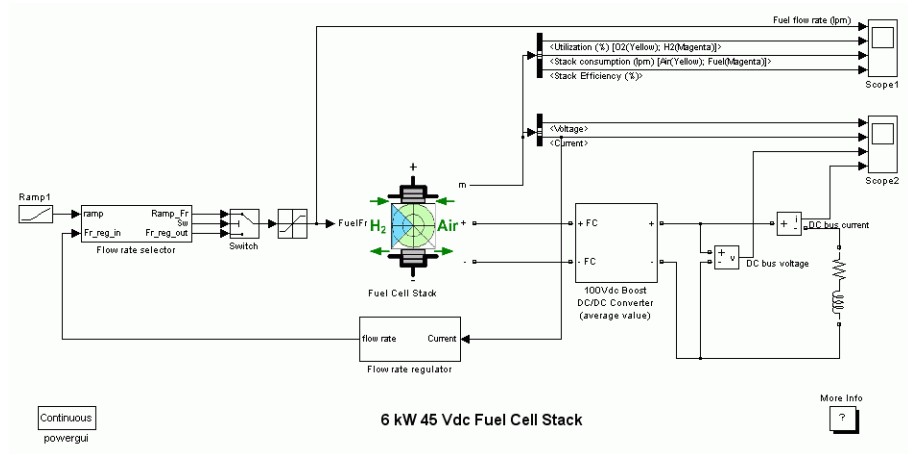 Fuel flow rate (lpm)
<Utilization (%) [O2(Yellow); H2(Magenta)]>
<Stack consumption (lpm) [Air(Yellow); Fuel(Magenta)]>
<Stack Efficiency (%)>
Scope1
<Voltage>
<Current>
Scope2
+
m
Ramp1
ramp
Fr_reg_in
Ramp_Fr
Sw
Fr_reg_out
Flow rate selector
Switch
FuelFr
H2
Air
+
-
-
Fuel Cell Stack
+ FC
- FC
+
-
100Vdc Boost
DC/DC Converter
(average value)
+
-
i
DC bus current
+
-
v
DC bus voltage
flow rate
Current
Flow rate regulator
Continuous
powergui
6 kW 45 Vdc Fuel Cell Stack
More Info
?